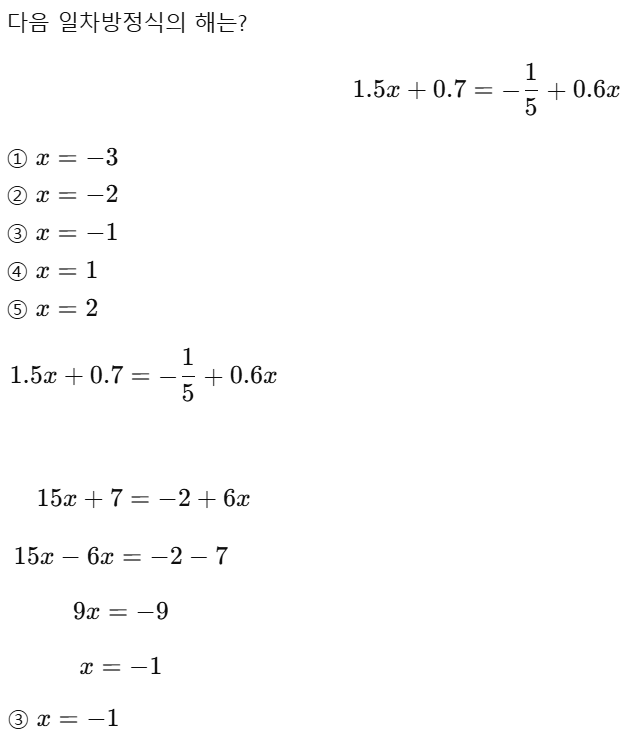 다음 일차방정식의 해는?
1.5x + 0.7 = −\frac{1}{5} + 0.6x
① x = −3
② x = −2
③ x = −1
④ x = 1
⑤ x = 2
1.5x + 0.7 = −\frac{1}{5} + 0.6x
15x + 7 = −2 + 6x
15x − 6x = −2 − 7
9x = −9
x = −1
③ x = −1